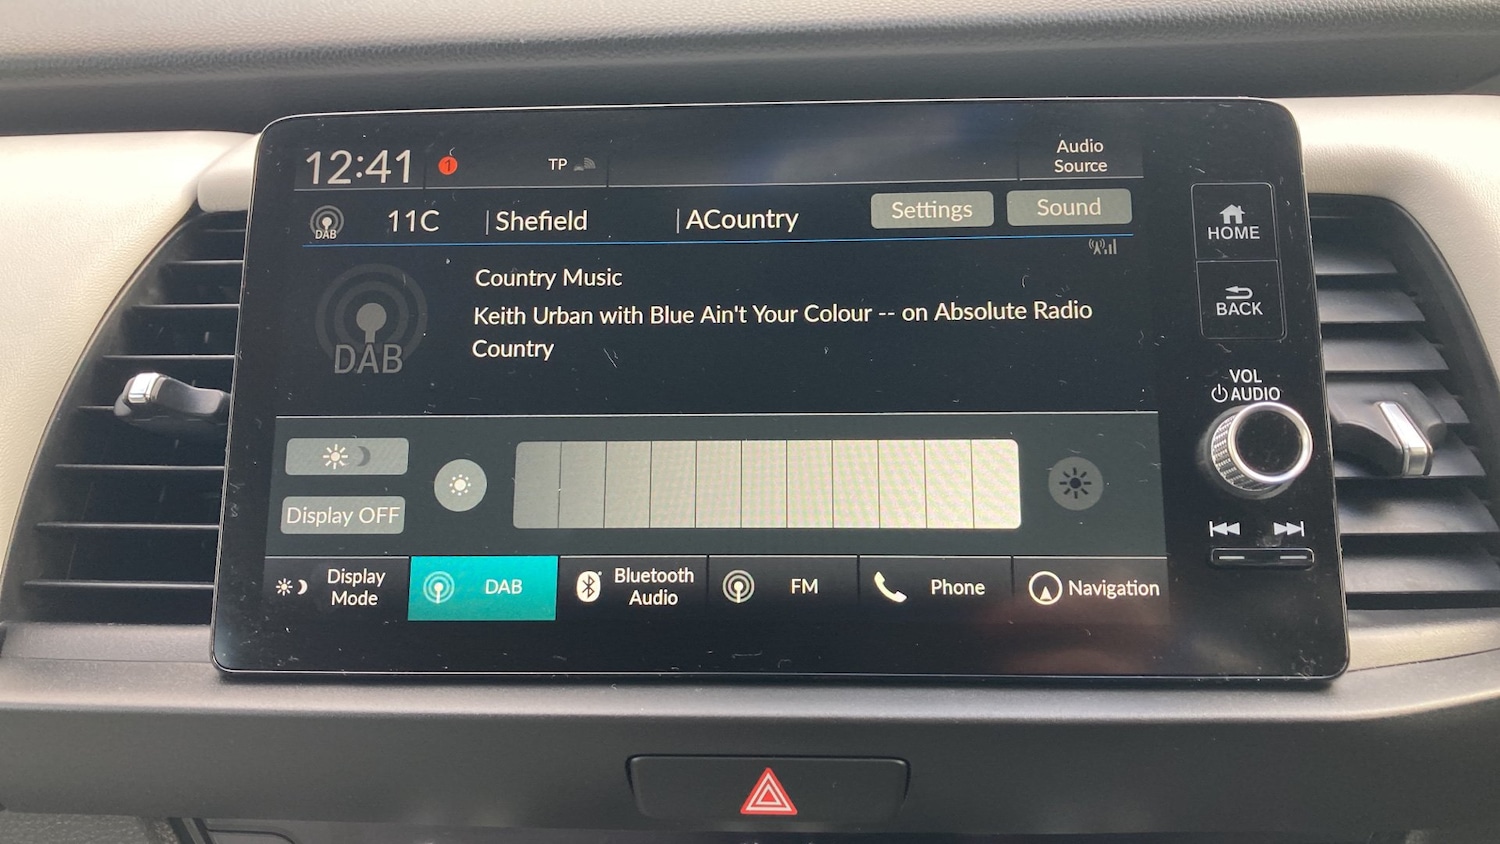 12:41
1
TP
Audio
Source
DAB
11C
Shefield
ACountry
Settings
Sound
HOME
BACK
DAB
Country Music
Keith Urban with Blue Ain't Your Colour -- on Absolute Radio
Country
VOL
AUDIO
Display OFF
Display
Mode
DAB
Bluetooth
Audio
FM
Phone
Navigation